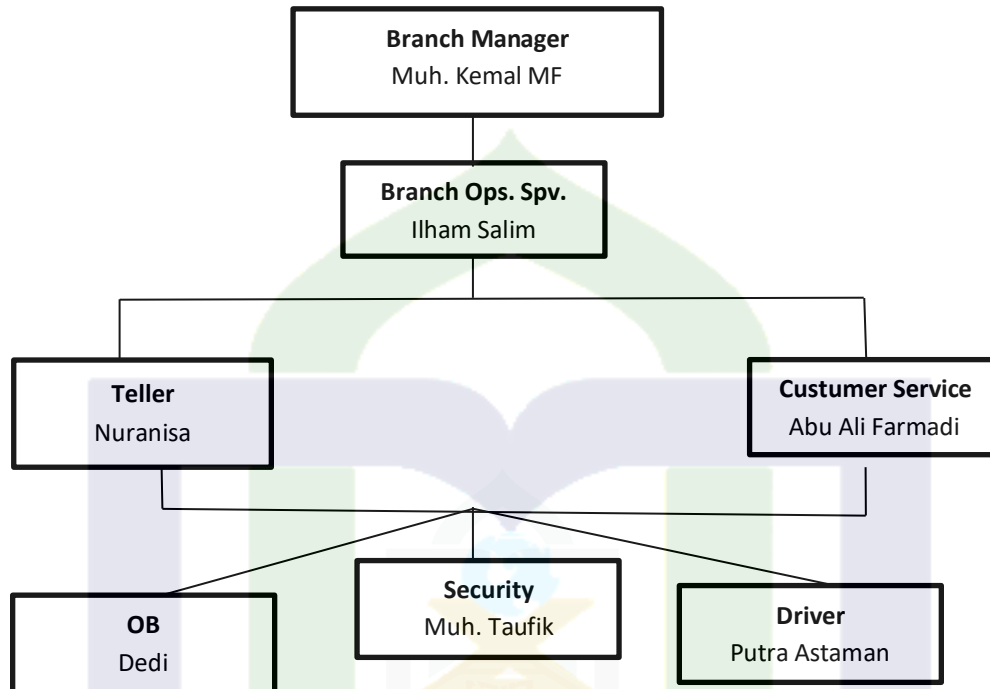 Branch Manager
Muh. Kemal MF
Branch Ops. Spv.
Ilham Salim
Teller
Nuranisa
Custumer Service
Abu Ali Farmadi
OB
Dedi
Security
Muh. Taufik
Driver
Putra Astaman